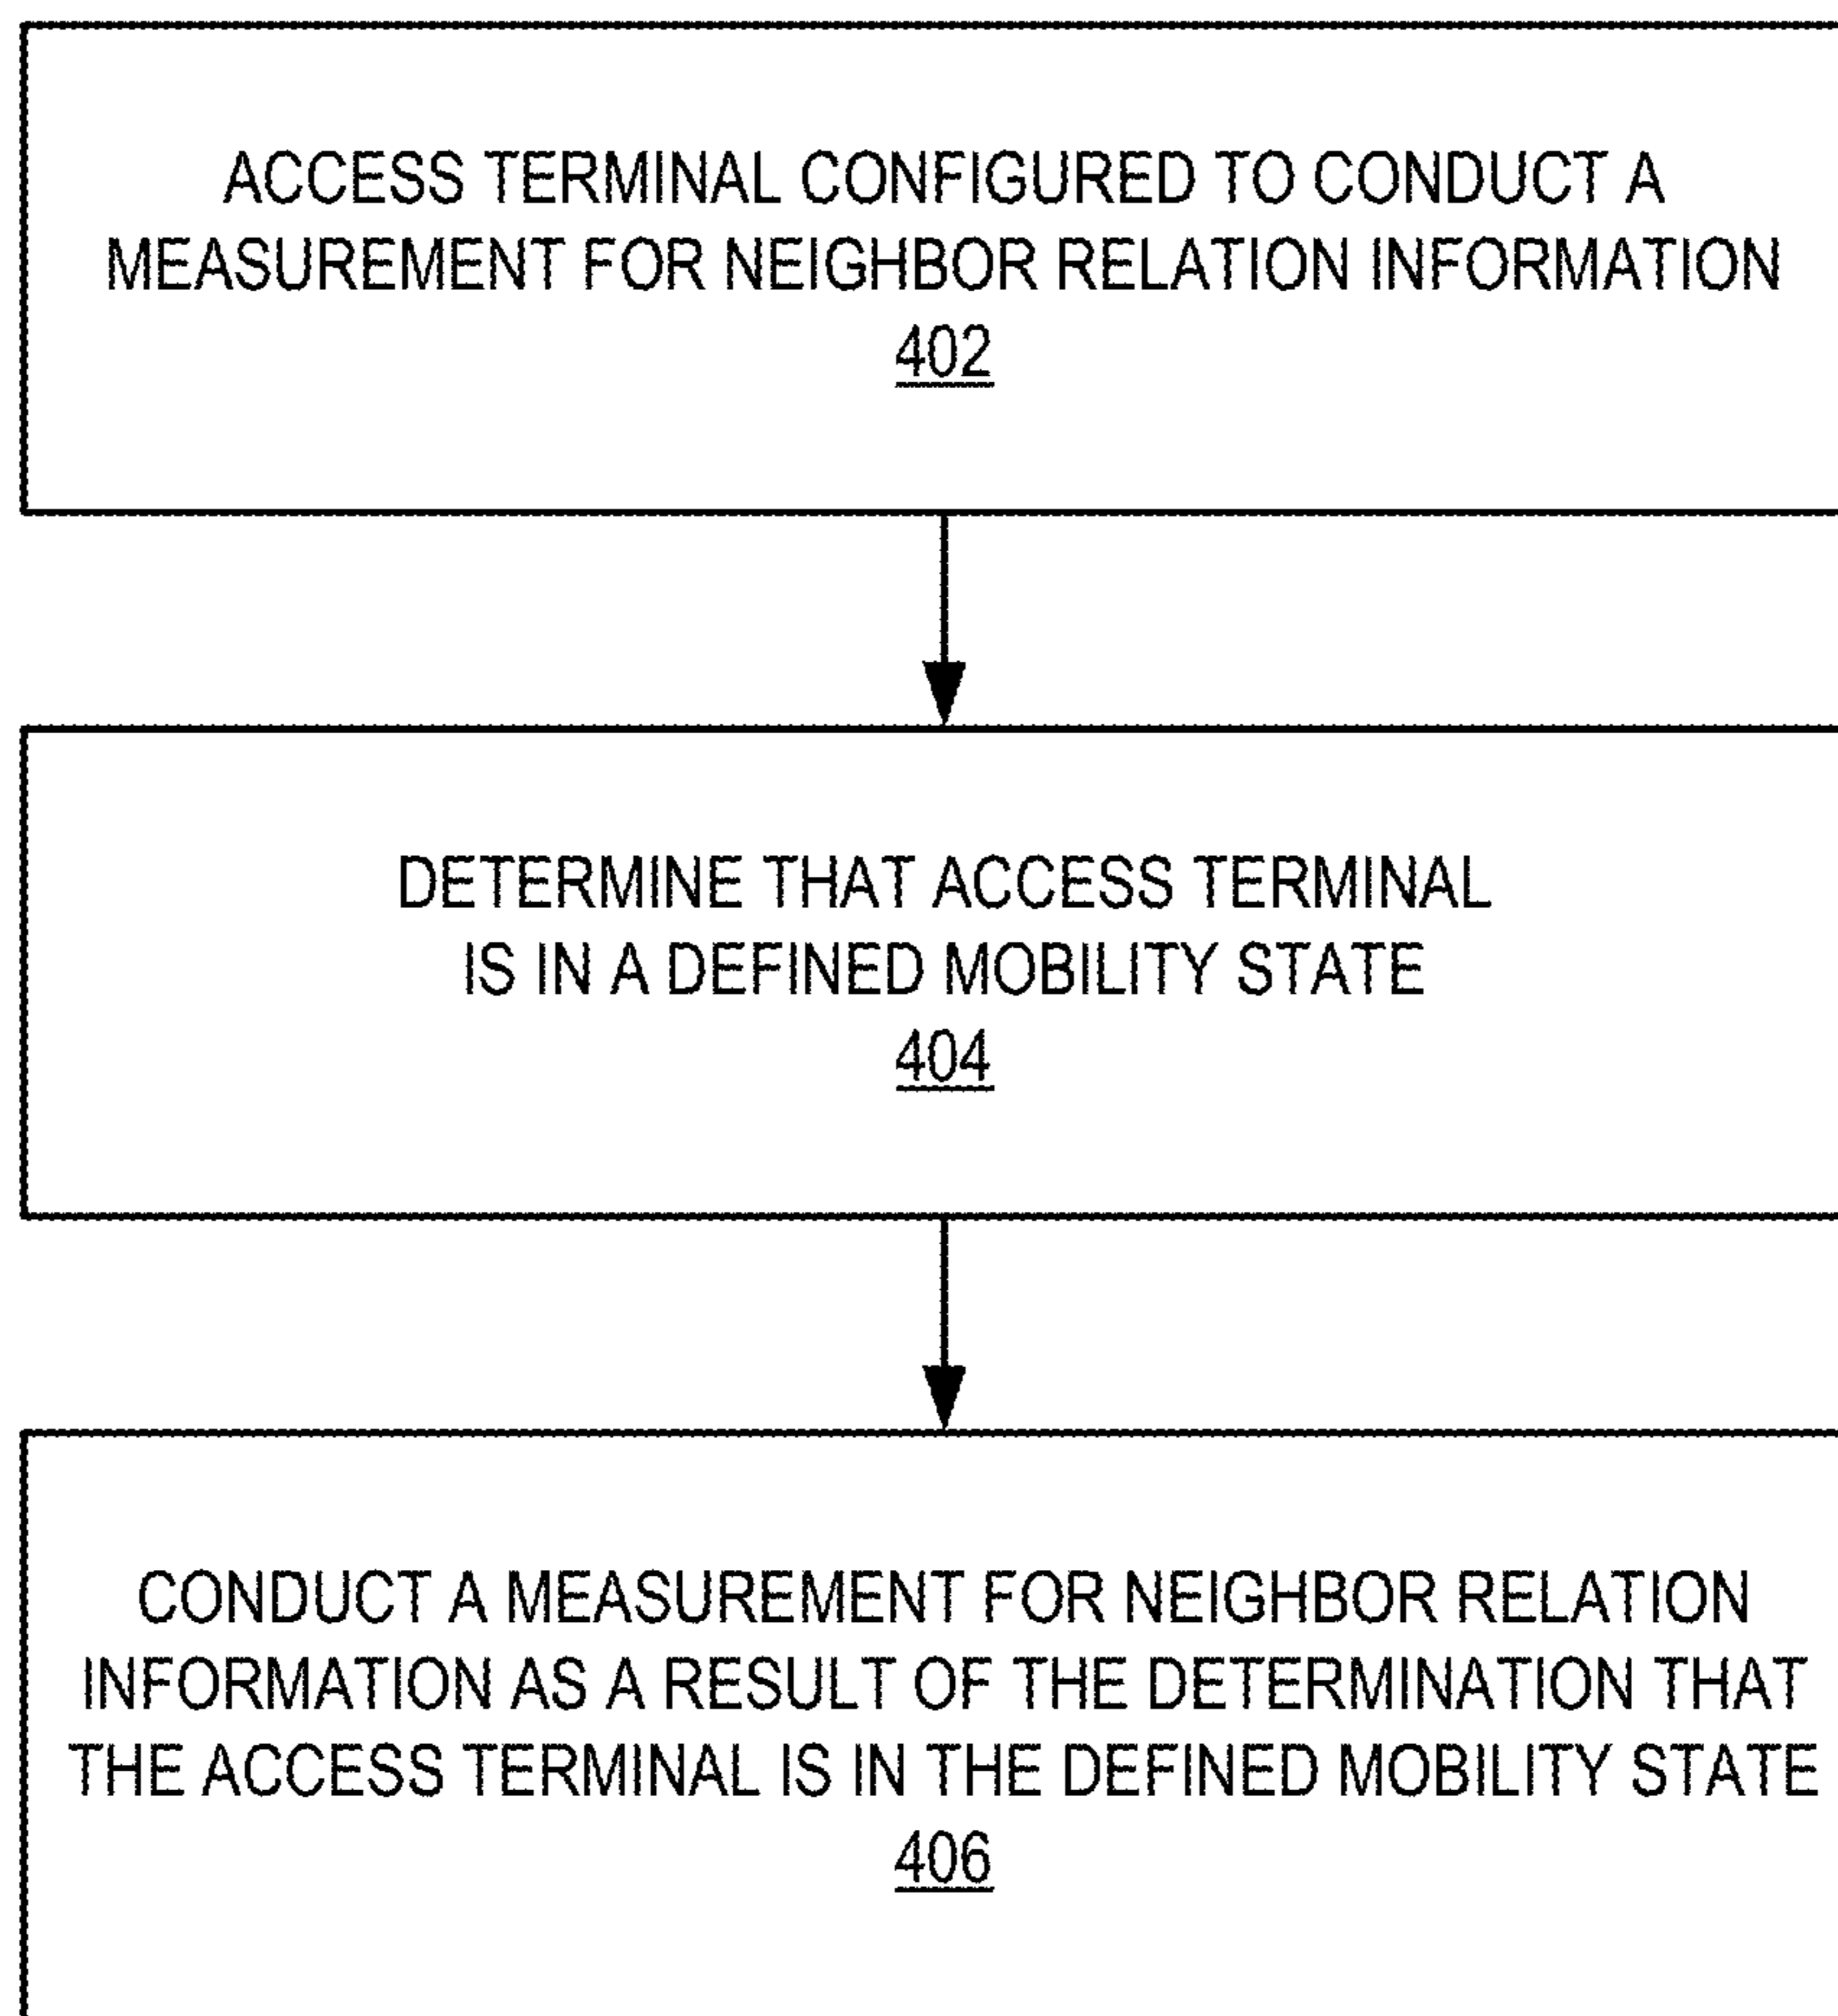 ACCESS TERMINAL CONFIGURED TO CONDUCT A
MEASUREMENT FOR NEIGHBOR RELATION INFORMATION
402
DETERMINE THAT ACCESS TERMINAL
IS IN A DEFINED MOBILITY STATE
404
CONDUCT A MEASUREMENT FOR NEIGHBOR RELATION
INFORMATION AS A RESULT OF THE DETERMINATION THAT
THE ACCESS TERMINAL IS IN THE DEFINED MOBILITY STATE
406